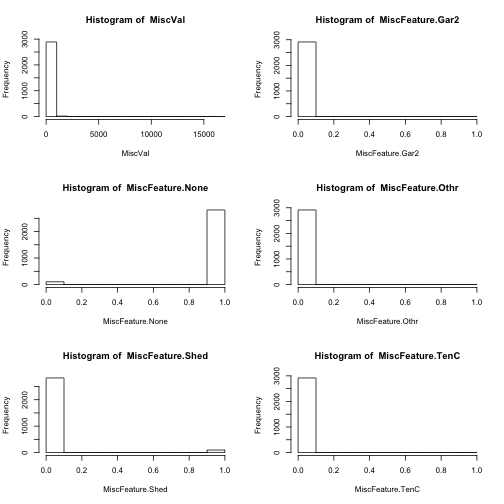 Histogram of MiscVal
Frequency
0 1000 2000 3000
0 5000 10000 15000
MiscVal
Histogram of MiscFeature.Gar2
Frequency
0 1000 2000 3000
0.0 0.2 0.4 0.6 0.8 1.0
MiscFeature.Gar2
Histogram of MiscFeature.None
Frequency
0 1000 2000
0.0 0.2 0.4 0.6 0.8 1.0
MiscFeature.None
Histogram of MiscFeature.Othr
Frequency
0 1000 2000 3000
0.0 0.2 0.4 0.6 0.8 1.0
MiscFeature.Othr
Histogram of MiscFeature.Shed
Frequency
0 1000 2000
0.0 0.2 0.4 0.6 0.8 1.0
MiscFeature.Shed
Histogram of MiscFeature.TenC
Frequency
0 1000 2000 3000
0.0 0.2 0.4 0.6 0.8 1.0
MiscFeature.TenC